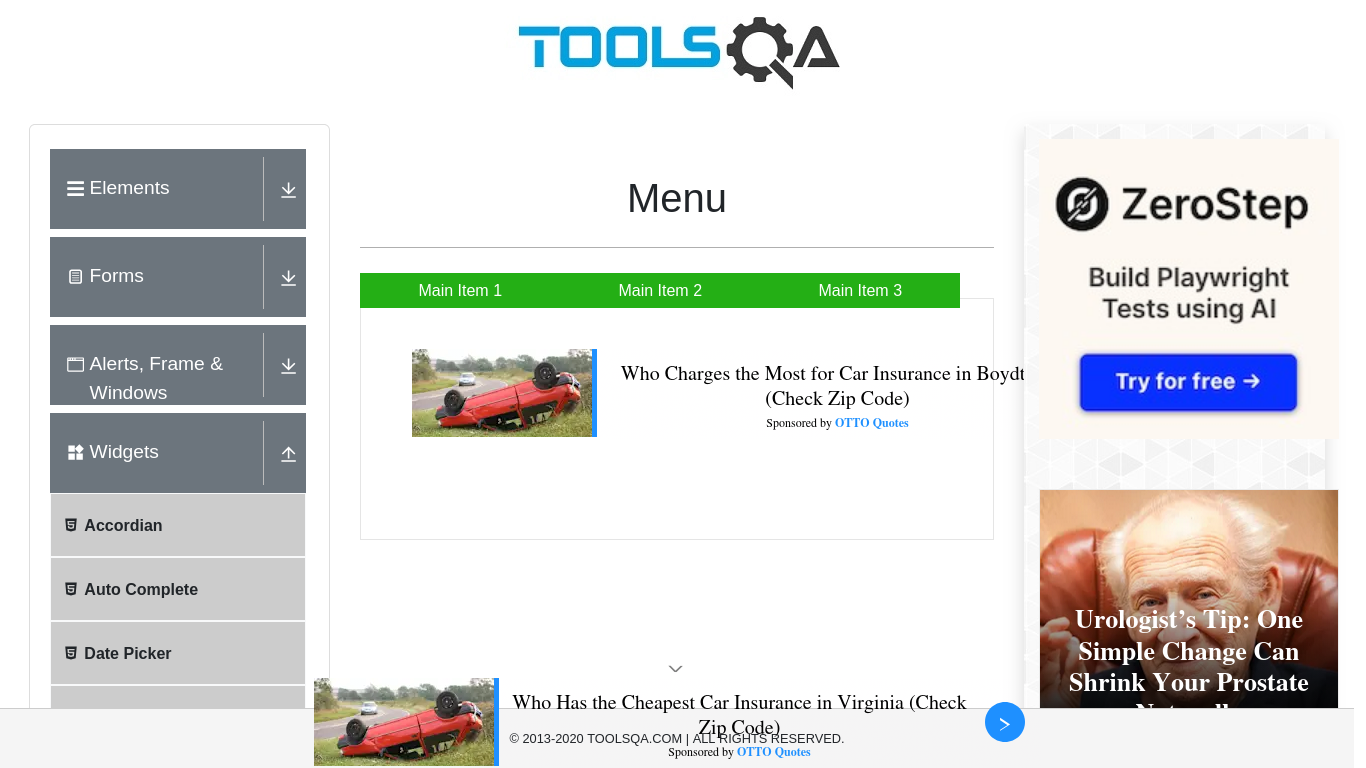 TOOLSQA
Elements
Forms
Alerts, Frame &
Windows
Widgets
Accordian
Auto Complete
Date Picker
Menu
Main Item 1
Main Item 2
Main Item 3
Who Charges the Most for Car Insurance in Boydt
(Check Zip Code)
Sponsored by OTTO Quotes
ZeroStep
Build Playwright
Tests using AI
Try for free →
Urologist’s Tip: One
Simple Change Can
Shrink Your Prostate
Who Has the Cheapest Car Insurance in Virginia (Check
Zip Code)
© 2013-2020 TOOLSQA.COM | ALL RIGHTS RESERVED.
Sponsored by OTTO Quotes